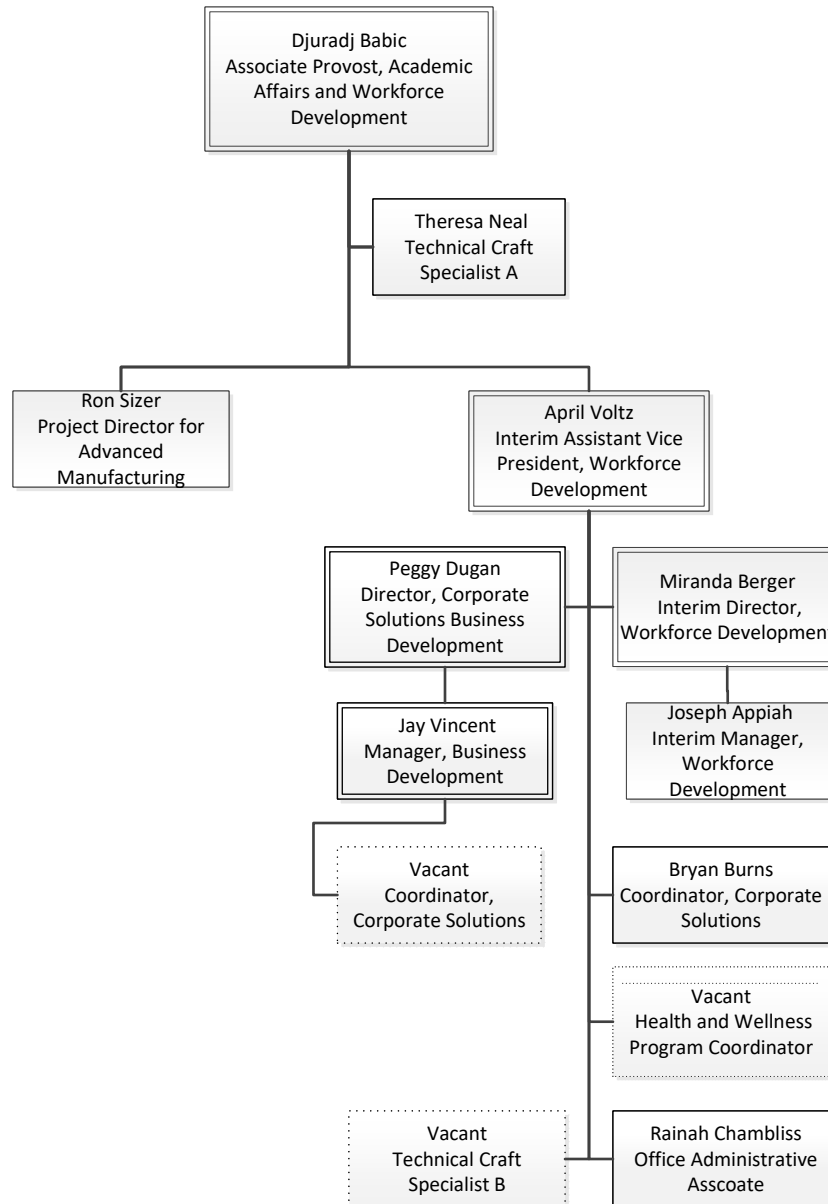 Djuradj Babic
Associate Provost, Academic
Affairs and Workforce
Development
Theresa Neal
Technical Craft
Specialist A
Ron Sizer
Project Director for
Advanced
Manufacturing
April Voltz
Interim Assistant Vice
President, Workforce
Development
Peggy Dugan
Director, Corporate
Solutions Business
Development
Miranda Berger
Interim Director,
Workforce Development
Jay Vincent
Manager, Business
Development
Joseph Appiah
Interim Manager,
Workforce
Development
Vacant
Coordinator,
Corporate Solutions
Bryan Burns
Coordinator, Corporate
Solutions
Vacant
Health and Wellness
Program Coordinator
Vacant
Technical Craft
Specialist B
Rainah Chambliss
Office Administrative
Asscoate